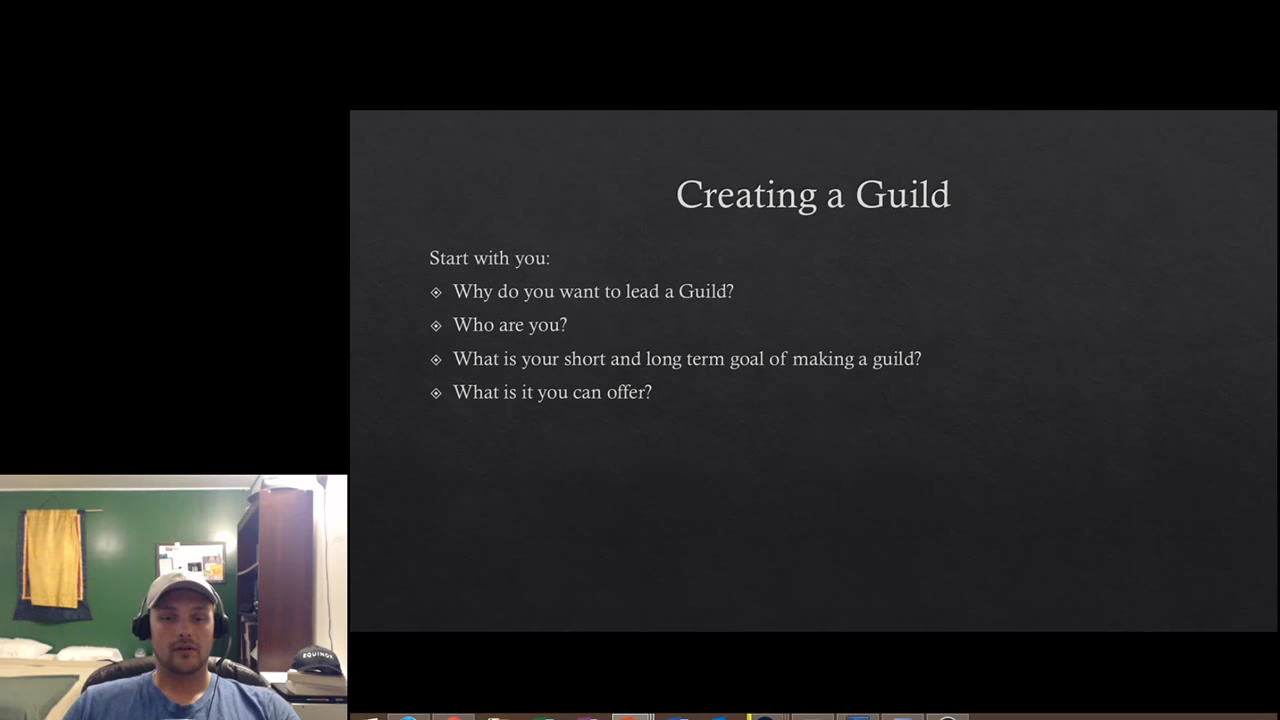 Creating a Guild
Start with you:
Why do you want to lead a Guild?
Who are you?
What is your short and long term goal of making a guild?
What is it you can offer?
EQUINOX